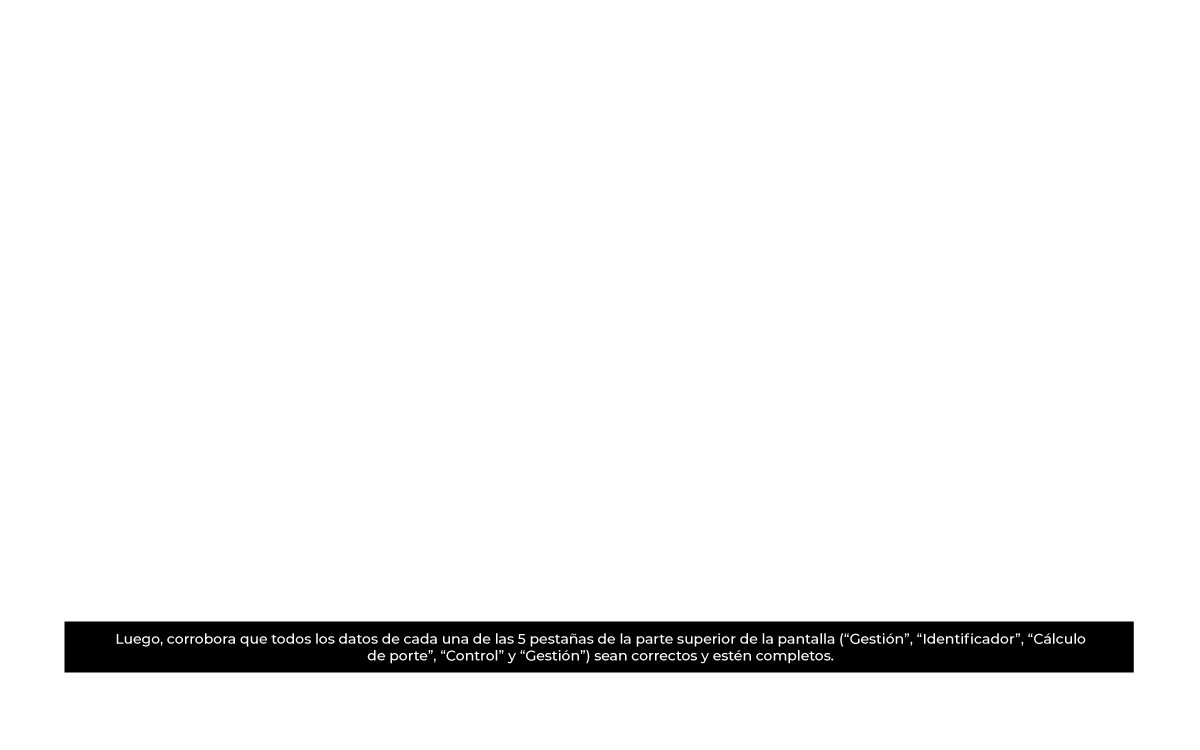 Luego, corrobora que todos los datos de cada una de las 5 pestañas de la parte superior de la pantalla (“Gestión”, “Identificador”, “Cálculo
de porte”, “Control” y “Gestión”) sean correctos y estén completos.